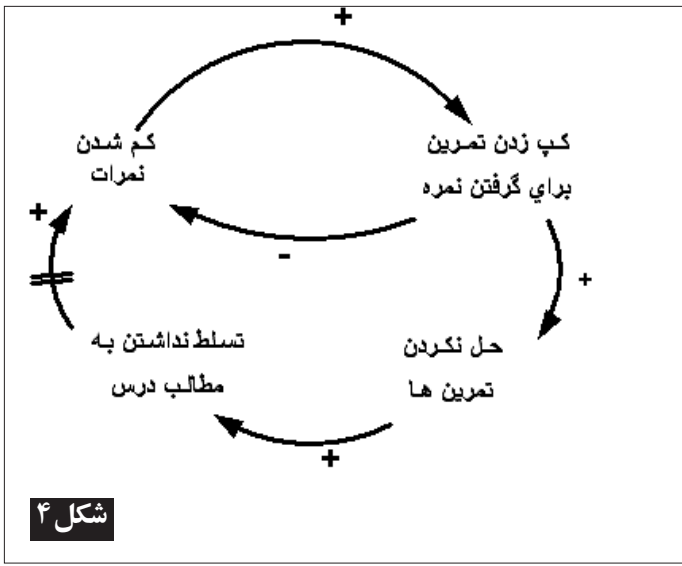 +
کم شدن
نمرات
کپ زدن تمرین
براي گرفتن نمره
+
-
+
تسلط نداشتن به
مطالب درس
حل نکردن
تمرین ها
+
شکل ۴